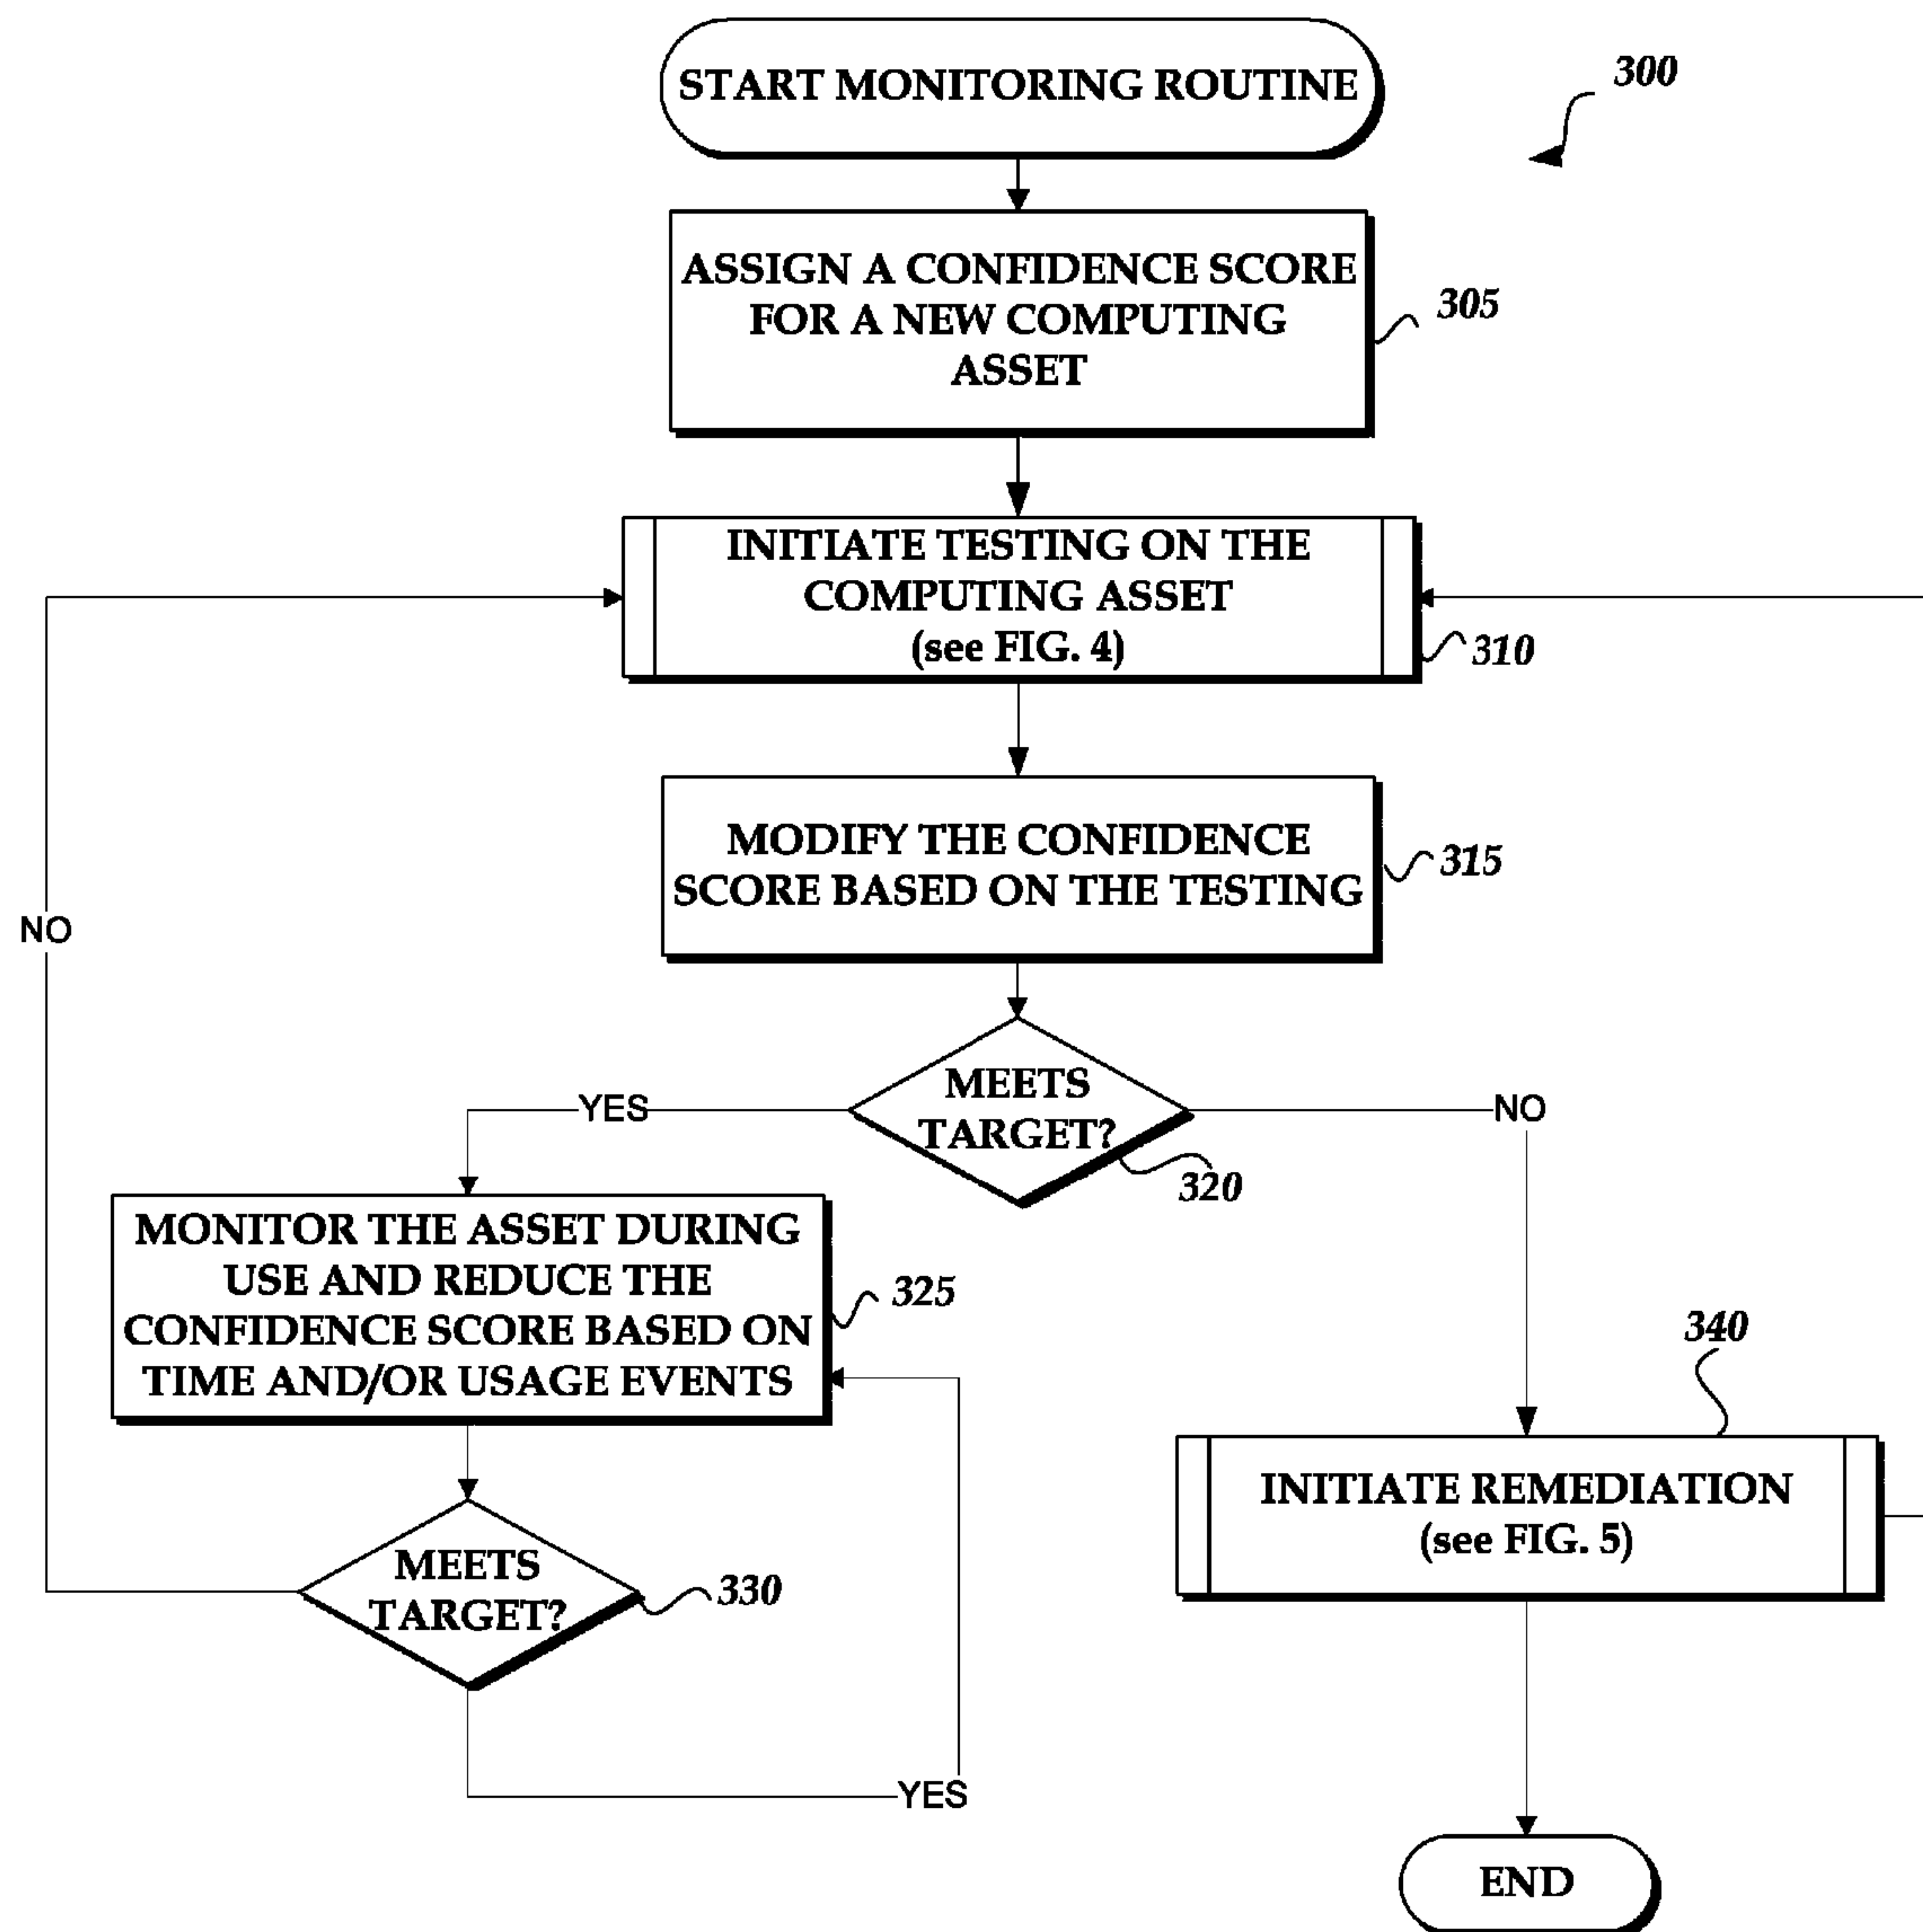 START MONITORING ROUTINE
300
ASSIGN A CONFIDENCE SCORE
FOR A NEW COMPUTING
ASSET
305
INITIATE TESTING ON THE
COMPUTING ASSET
(see FIG. 4)
310
MODIFY THE CONFIDENCE
SCORE BASED ON THE TESTING
315
NO
MEETS
TARGET?
320
YES
NO
MONITOR THE ASSET DURING
USE AND REDUCE THE
CONFIDENCE SCORE BASED ON
TIME AND/OR USAGE EVENTS
325
340
INITIATE REMEDIATION
(see FIG. 5)
MEETS
TARGET?
330
YES
END